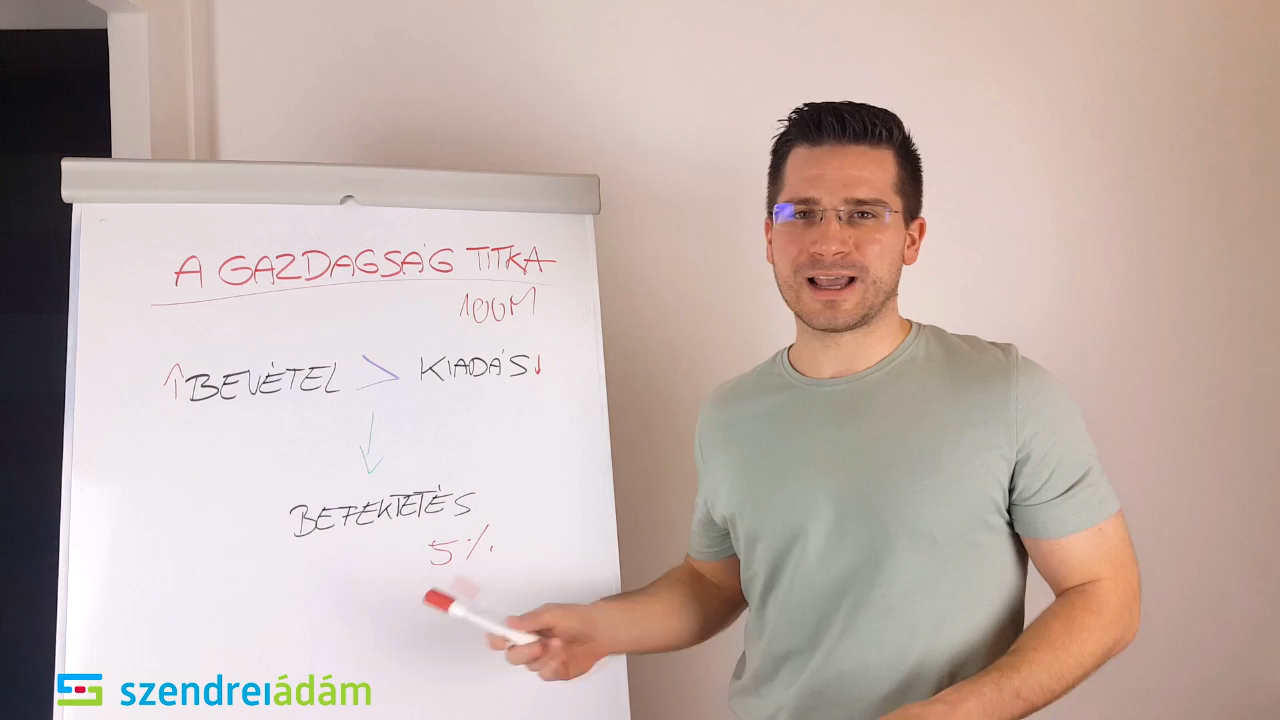 A GAZDAGSÁG TITKA
100M
↑ BEVÉTEL > KIADÁS ↓
↓
BEFEKTETÉS
5%
szendreiádám